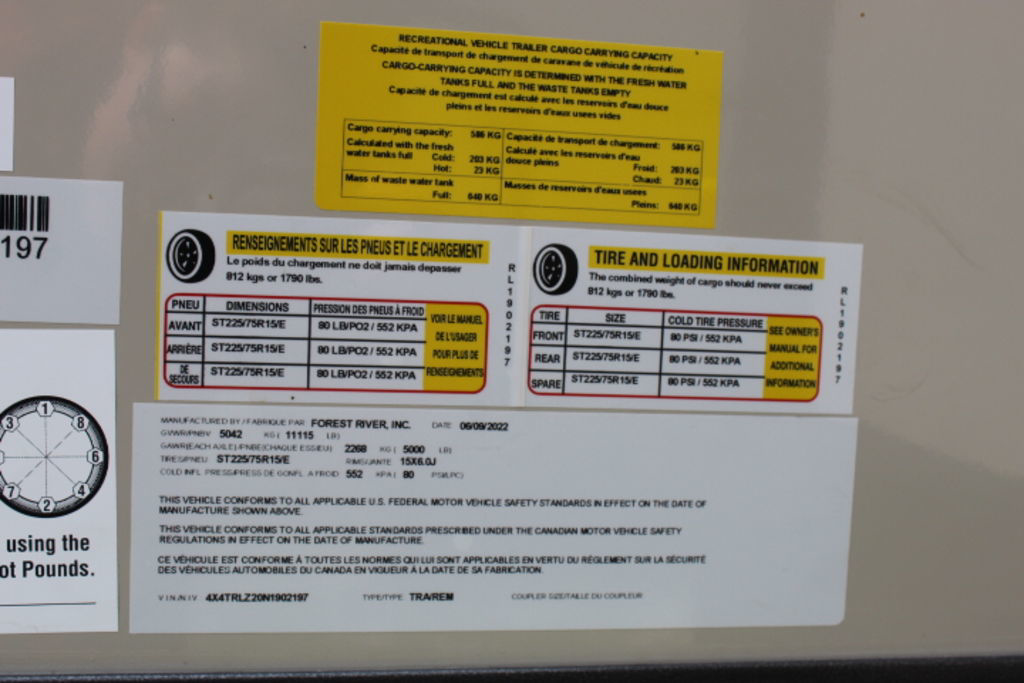 RECREATIONAL VEHICLE TRAILER CARGO CARRYING CAPACITY
Capacité de transport de chargement de caravane de véhicule de récréation
CARGO-CARRYING CAPACITY IS DETERMINED WITH THE FRESH WATER
TANKS FULL AND THE WASTE TANKS EMPTY
Capacité de chargement est calculé avec les reservoirs d'eau douce
pleins et les reservoirs d'eaux usees vides
Cargo carrying capacity: 586 KG
Calculated with the fresh
water tanks full Cold: 203 KG
Hot: 23 KG
Mass of waste water tank
Full: 640 KG
Capacité de transport de chargement: 586 KG
Calculé avec les reservoirs d'eau
douce pleins Froid: 203 KG
Chaud: 23 KG
Masses de reservoirs d'eaux usees
Pleins: 640 KG
197
RENSEIGNEMENTS SUR LES PNEUS ET LE CHARGEMENT
Le poids du chargement ne doit jamais depasser
812 kgs or 1790 lbs.
PNEU DIMENSIONS PRESSION DES PNEUS À FROID
AVANT ST225/75R15/E 80 LB/PO2 / 552 KPA
ARRIÈRE ST225/75R15/E 80 LB/PO2 / 552 KPA
DE SECOURS ST225/75R15/E 80 LB/PO2 / 552 KPA
VOIR LE MANUEL
DE L'USAGER
POUR PLUS DE
RENSEIGNEMENTS
RL1902197
TIRE AND LOADING INFORMATION
The combined weight of cargo should never exceed
812 kgs or 1790 lbs.
TIRE SIZE COLD TIRE PRESSURE
FRONT ST225/75R15/E 80 PSI / 552 KPA
REAR ST225/75R15/E 80 PSI / 552 KPA
SPARE ST225/75R15/E 80 PSI / 552 KPA
SEE OWNER'S
MANUAL FOR
ADDITIONAL
INFORMATION
RL1902197
1
8
6
4
2
7
3
using the
ot Pounds.
MANUFACTURED BY / FABRIQUE PAR FOREST RIVER, INC. DATE 06/09/2022
GVWR/PNBV 5042 KG ( 11115 LB)
GAWR(EACH AXLE)/PNBE(CHAQUE ESSIEU) 2268 KG ( 5000 LB)
TIRES/PNEU ST225/75R15/E RIMS/JANTE 15X6.0J
COLD INFL. PRESS/PRESS DE GONFL. A FROID 552 KPA ( 80 PSI/LPC)
THIS VEHICLE CONFORMS TO ALL APPLICABLE U.S. FEDERAL MOTOR VEHICLE SAFETY STANDARDS IN EFFECT ON THE DATE OF
MANUFACTURE SHOWN ABOVE.
THIS VEHICLE CONFORMS TO ALL APPLICABLE STANDARDS PRESCRIBED UNDER THE CANADIAN MOTOR VEHICLE SAFETY
REGULATIONS IN EFFECT ON THE DATE OF MANUFACTURE.
CE VÉHICULE EST CONFORME À TOUTES LES NORMES QUI LUI SONT APPLICABLES EN VERTU DU RÈGLEMENT SUR LA SÉCURITÉ
DES VÉHICULES AUTOMOBILES DU CANADA EN VIGUEUR À LA DATE DE SA FABRICATION.
V.I.N./N.I.V. 4X4TRLZ20N1902197 TYPE/TYPE TRA/REM COUPLER SIZE/TAILLE DU COUPLEUR